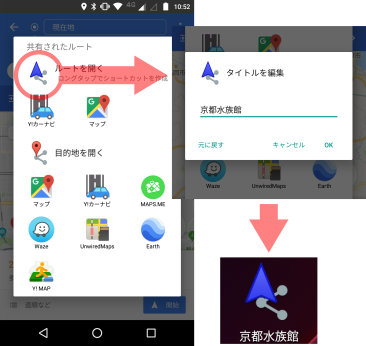 4G 10:52
現在地
共有されたルート
ルートを開く
ロングタップでショートカットを作成
Y!カーナビ
マップ
目的地を開く
マップ
Y!カーナビ
MAPS.ME
Waze
UnwiredMaps
Earth
Y! MAP
開始
タイトルを編集
京都水族館
元に戻す
キャンセル
OK
Waze
UnwiredMaps
Earth
京都水族館